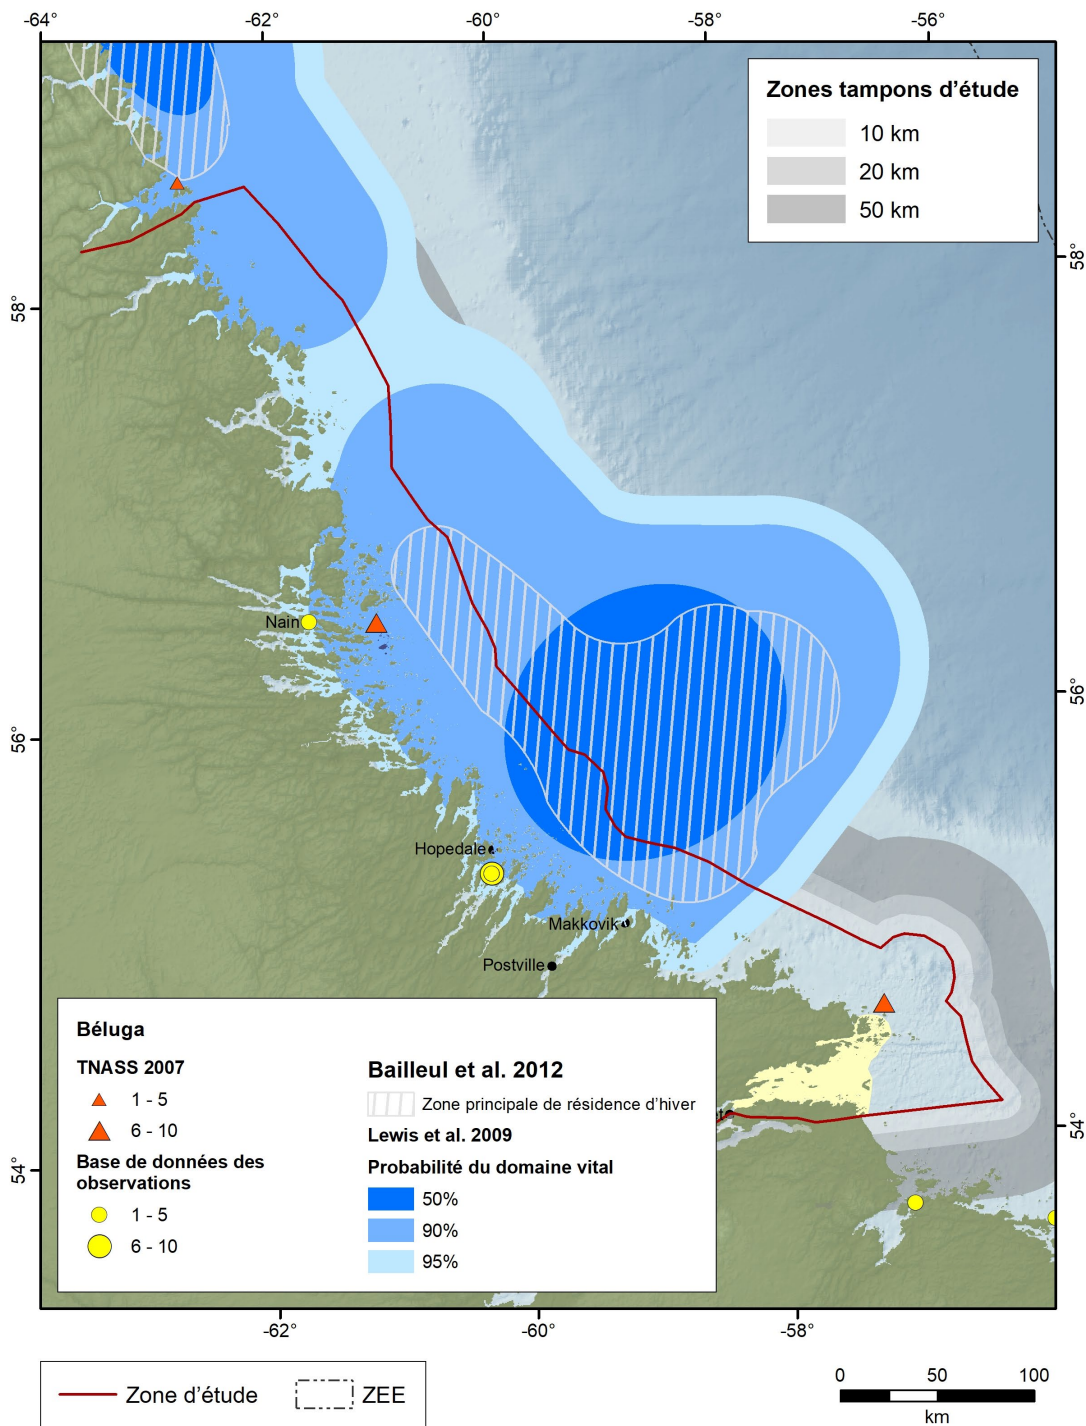 -64°
-62°
-60°
-58°
-56°
Zones tampons d'étude
10 km
20 km
50 km
58°
58°
56°
56°
54°
54°
Nain
Hopedale
Makkovik
Postville
Béluga
TNASS 2007
1 - 5
6 - 10
Base de données des
observations
1 - 5
6 - 10
Bailleul et al. 2012
Zone principale de résidence d'hiver
Lewis et al. 2009
Probabilité du domaine vital
50%
90%
95%
-62°
-60°
-58°
Zone d'étude
ZEE
0 50 100
km